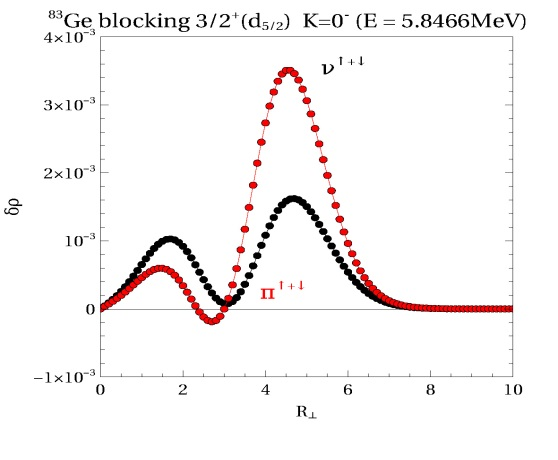 ⁸³Ge blocking 3/2⁺(d₅/₂) K=0⁻ (E = 5.8466MeV)
4×10⁻³
ν↑+↓
3×10⁻³
2×10⁻³
δρ
1×10⁻³
Π↑+↓
0
−1×10⁻³
0 2 4 6 8 10
R⊥